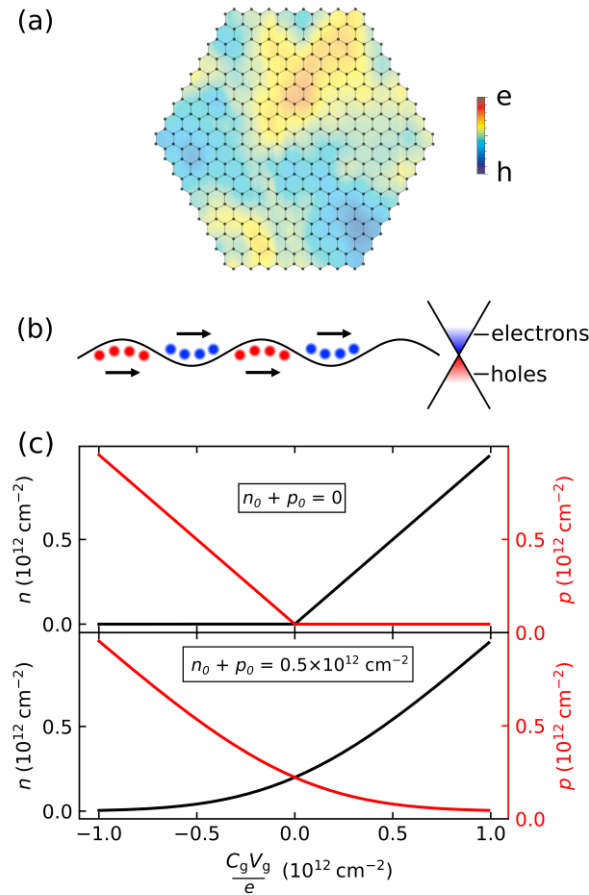 (a)
e
h
(b)
electrons
holes
(c)
n (10¹² cm⁻²)
0.5
0.0
n₀ + p₀ = 0
0.5
0.0
p (10¹² cm⁻²)
n (10¹² cm⁻²)
0.5
0.0
n₀ + p₀ = 0.5×10¹² cm⁻²
0.5
0.0
p (10¹² cm⁻²)
−1.0 −0.5 0.0 0.5 1.0
CgVg/e (10¹² cm⁻²)